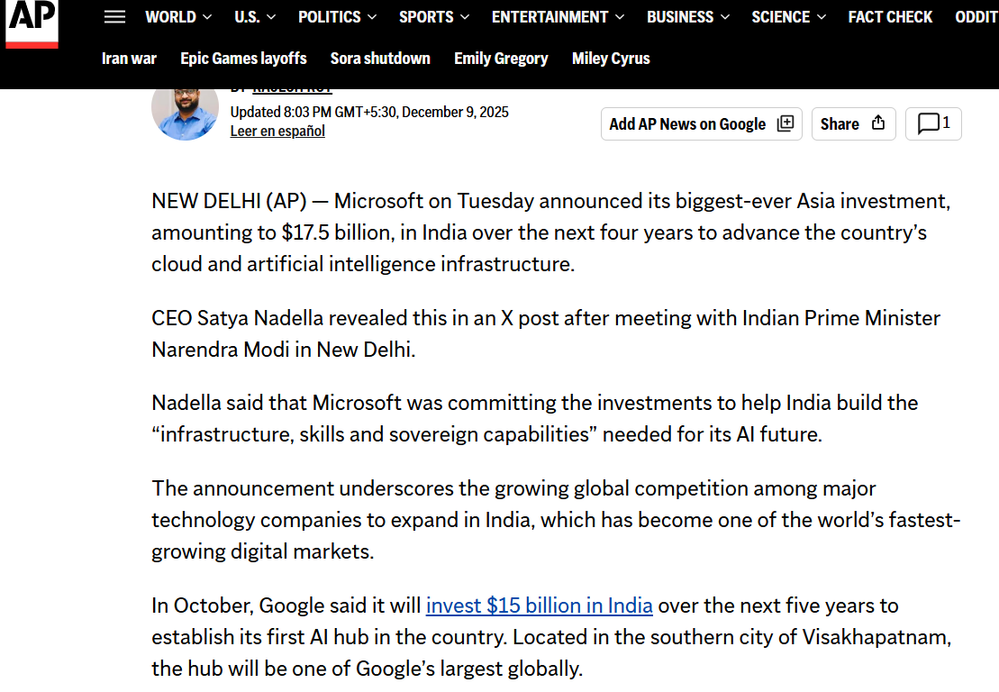 AP
WORLD U.S. POLITICS SPORTS ENTERTAINMENT BUSINESS SCIENCE FACT CHECK ODDIT
Iran war Epic Games layoffs Sora shutdown Emily Gregory Miley Cyrus
Updated 8:03 PM GMT+5:30, December 9, 2025
Leer en español
Add AP News on Google Share 1
NEW DELHI (AP) — Microsoft on Tuesday announced its biggest-ever Asia investment,
amounting to $17.5 billion, in India over the next four years to advance the country’s
cloud and artificial intelligence infrastructure.
CEO Satya Nadella revealed this in an X post after meeting with Indian Prime Minister
Narendra Modi in New Delhi.
Nadella said that Microsoft was committing the investments to help India build the
“infrastructure, skills and sovereign capabilities” needed for its AI future.
The announcement underscores the growing global competition among major
technology companies to expand in India, which has become one of the world’s fastest-
growing digital markets.
In October, Google said it will invest $15 billion in India over the next five years to
establish its first AI hub in the country. Located in the southern city of Visakhapatnam,
the hub will be one of Google’s largest globally.